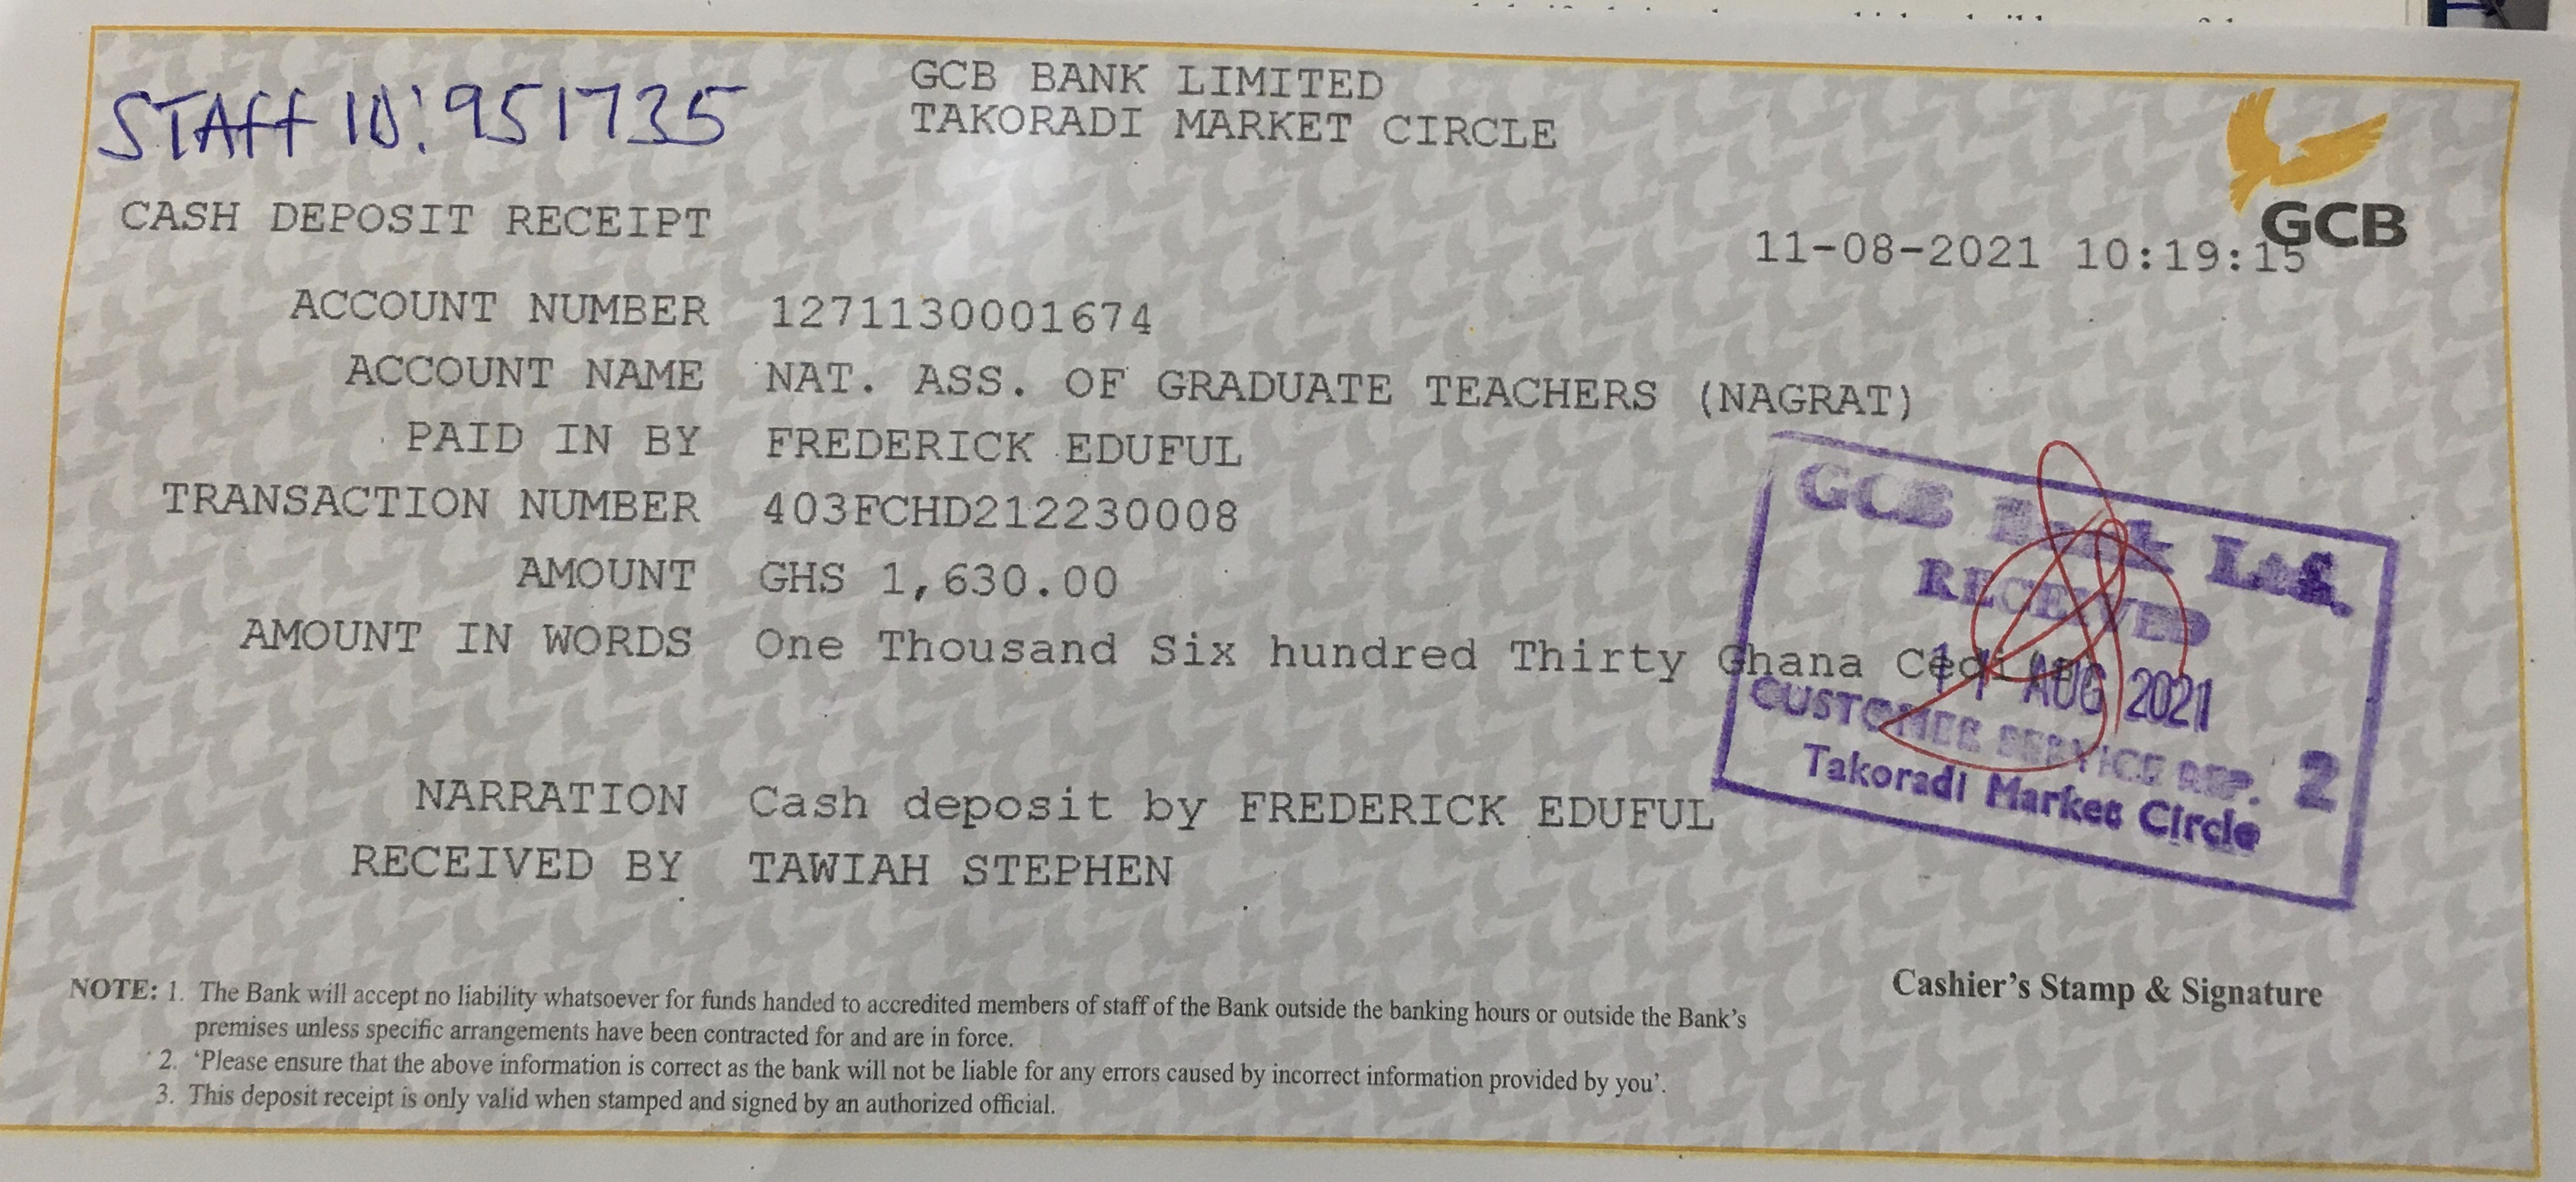 STAFF ID: 951735
GCB BANK LIMITED
TAKORADI MARKET CIRCLE
GCB
CASH DEPOSIT RECEIPT
11-08-2021 10:19:15
ACCOUNT NUMBER 1271130001674
ACCOUNT NAME NAT. ASS. OF GRADUATE TEACHERS (NAGRAT)
PAID IN BY FREDERICK EDUFUL
TRANSACTION NUMBER 403FCHD212230008
AMOUNT GHS 1,630.00
AMOUNT IN WORDS One Thousand Six hundred Thirty Ghana
NARRATION Cash deposit by FREDERICK EDUFUL
RECEIVED BY TAWIAH STEPHEN
GCB Bank Ltd.
RECEIVED
11 AUG 2021
CUSTOMER SERVICE REP. 2
Takoradi Market Circle
Cashier's Stamp & Signature
NOTE: 1. The Bank will accept no liability whatsoever for funds handed to accredited members of staff of the Bank outside the banking hours or outside the Bank's
premises unless specific arrangements have been contracted for and are in force.
2. 'Please ensure that the above information is correct as the bank will not be liable for any errors caused by incorrect information provided by you'.
3. This deposit receipt is only valid when stamped and signed by an authorized official.